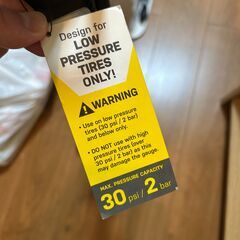 Design for
LOW
PRESSURE
TIRES
ONLY!
WARNING
• Use on low pressure
tires (30 psi / 2 bar)
and below only.
• DO NOT use with high
pressure tires (over
30 psi / 2 bar) as this
may damage the gauge.
MAX. PRESSURE CAPACITY
30 psi / 2 bar